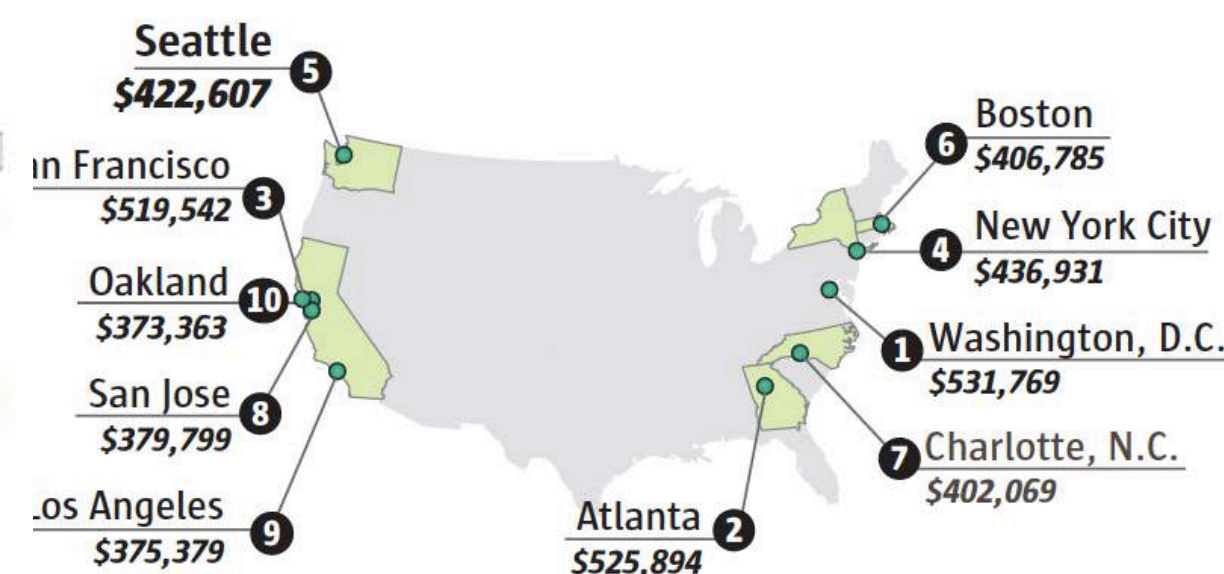 Seattle
5
$422,607
n Francisco
3
$519,542
Oakland
10
$373,363
San Jose
8
$379,799
os Angeles
9
$375,379
Boston
6
$406,785
New York City
4
$436,931
Washington, D.C.
1
$531,769
Charlotte, N.C.
7
$402,069
Atlanta
2
$525,894